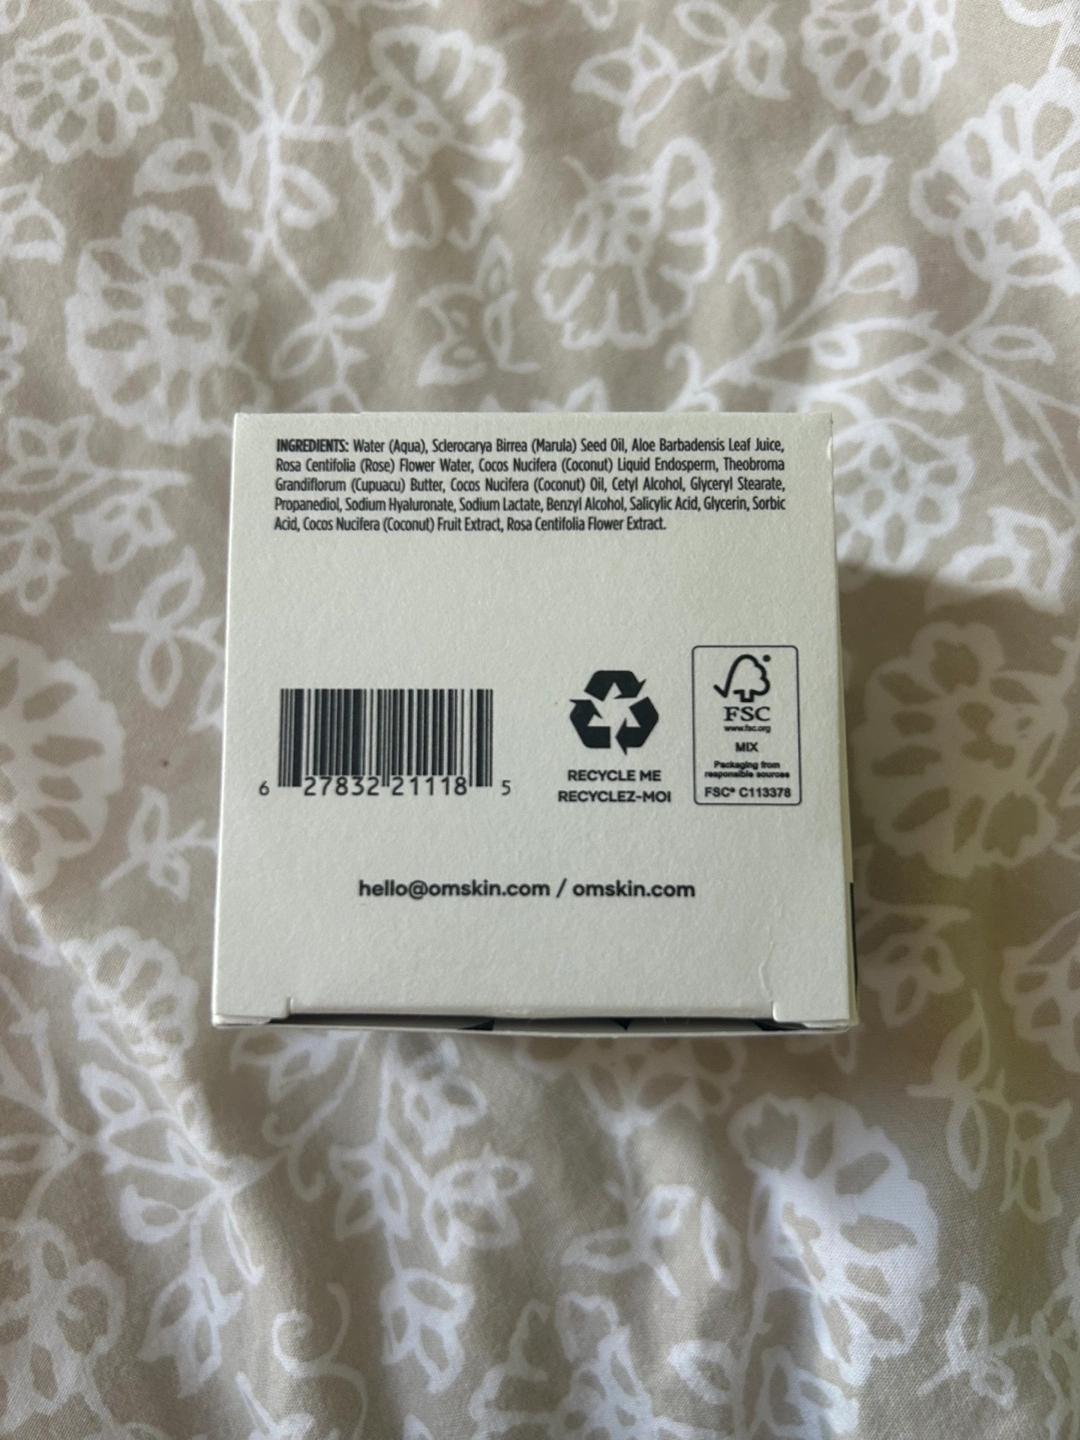 INGREDIENTS: Water (Aqua), Sclerocarya Birrea (Marula) Seed Oil, Aloe Barbadensis Leaf Juice,
Rosa Centifolia (Rose) Flower Water, Cocos Nucifera (Coconut) Liquid Endosperm, Theobroma
Grandiflorum (Cupuacu) Butter, Cocos Nucifera (Coconut) Oil, Cetyl Alcohol, Glyceryl Stearate,
Propanediol, Sodium Hyaluronate, Sodium Lactate, Benzyl Alcohol, Salicylic Acid, Glycerin, Sorbic
Acid, Cocos Nucifera (Coconut) Fruit Extract, Rosa Centifolia Flower Extract.
6 27832 21118 5
RECYCLE ME
RECYCLEZ-MOI
FSC
www.fsc.org
MIX
Packaging from
responsible sources
FSC® C113378
hello@omskin.com / omskin.com